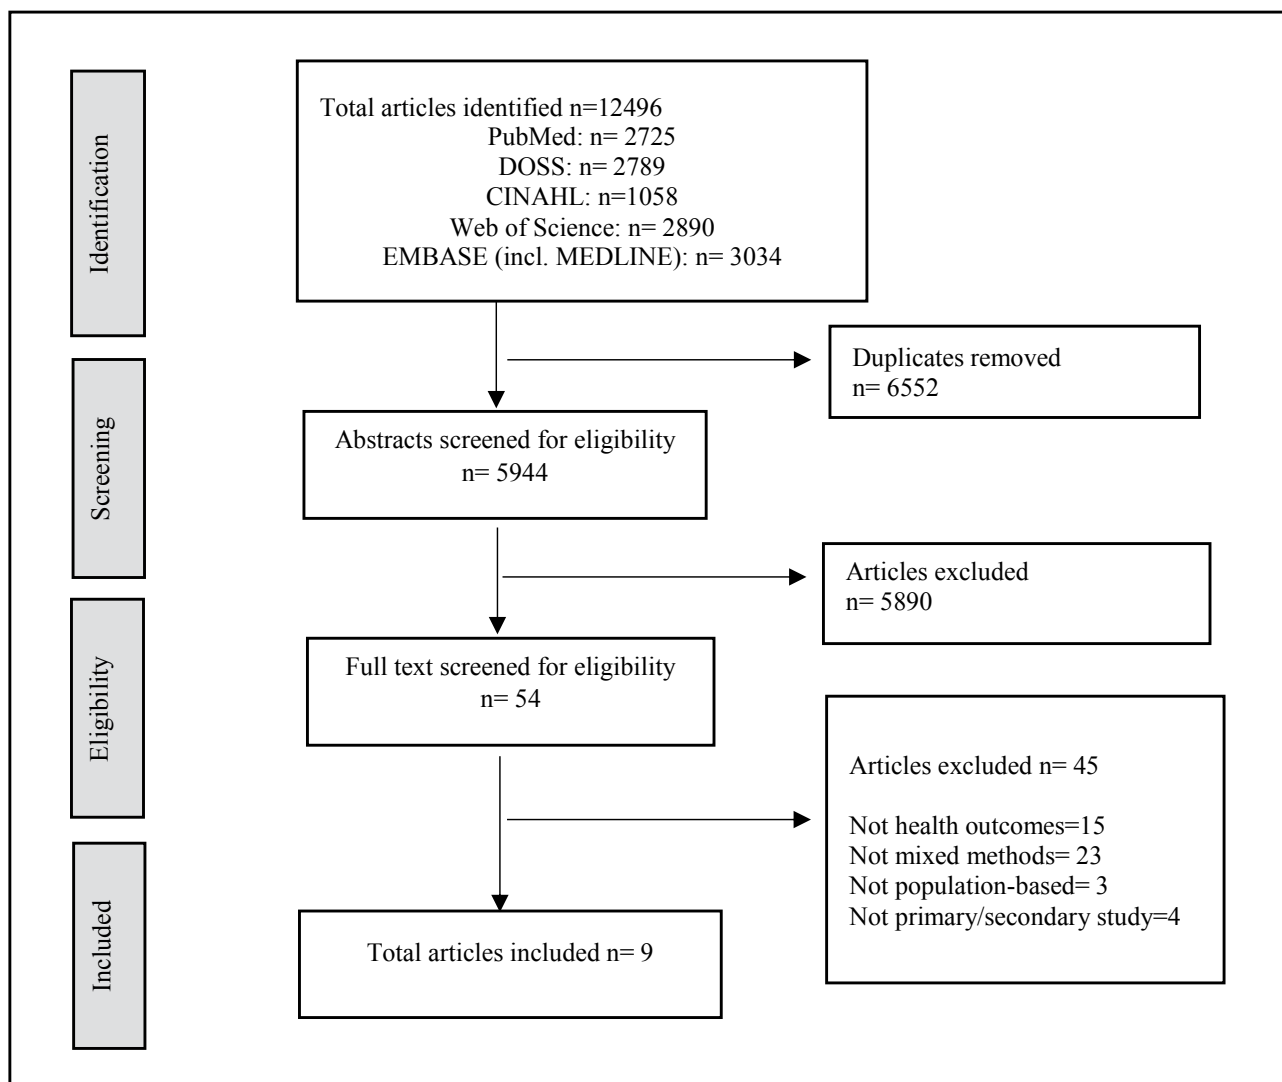 Identification
Total articles identified n=12496
PubMed: n= 2725
DOSS: n= 2789
CINAHL: n=1058
Web of Science: n= 2890
EMBASE (incl. MEDLINE): n= 3034
Duplicates removed
n= 6552
Screening
Abstracts screened for eligibility
n= 5944
Articles excluded
n= 5890
Eligibility
Full text screened for eligibility
n= 54
Articles excluded n= 45
Not health outcomes=15
Not mixed methods= 23
Not population-based= 3
Not primary/secondary study=4
Included
Total articles included n= 9